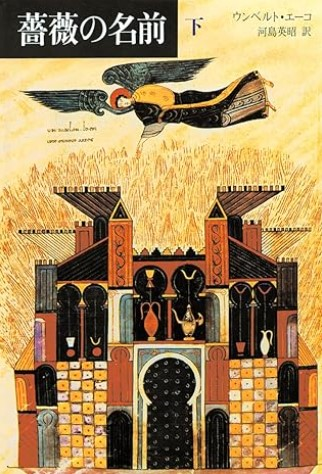 薔薇の名前 下
ウンベルト・エーコ
河島英昭 訳